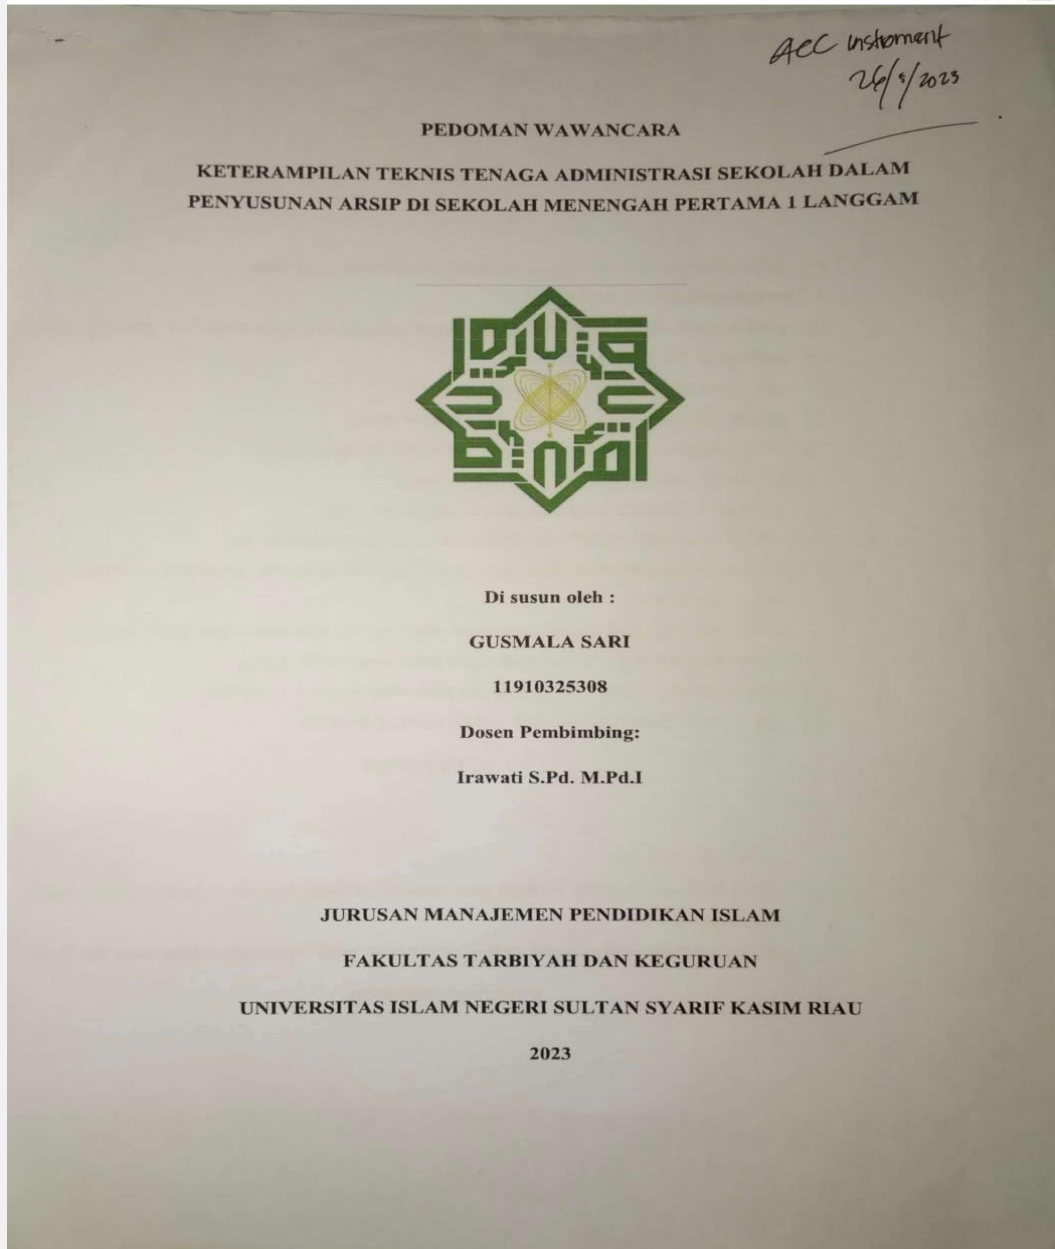 ACC instroment
26/5/2023
PEDOMAN WAWANCARA
KETERAMPILAN TEKNIS TENAGA ADMINISTRASI SEKOLAH DALAM
PENYUSUNAN ARSIP DI SEKOLAH MENENGAH PERTAMA 1 LANGGAM
Di susun oleh :
GUSMALA SARI
11910325308
Dosen Pembimbing:
Irawati S.Pd. M.Pd.I
JURUSAN MANAJEMEN PENDIDIKAN ISLAM
FAKULTAS TARBIYAH DAN KEGURUAN
UNIVERSITAS ISLAM NEGERI SULTAN SYARIF KASIM RIAU
2023